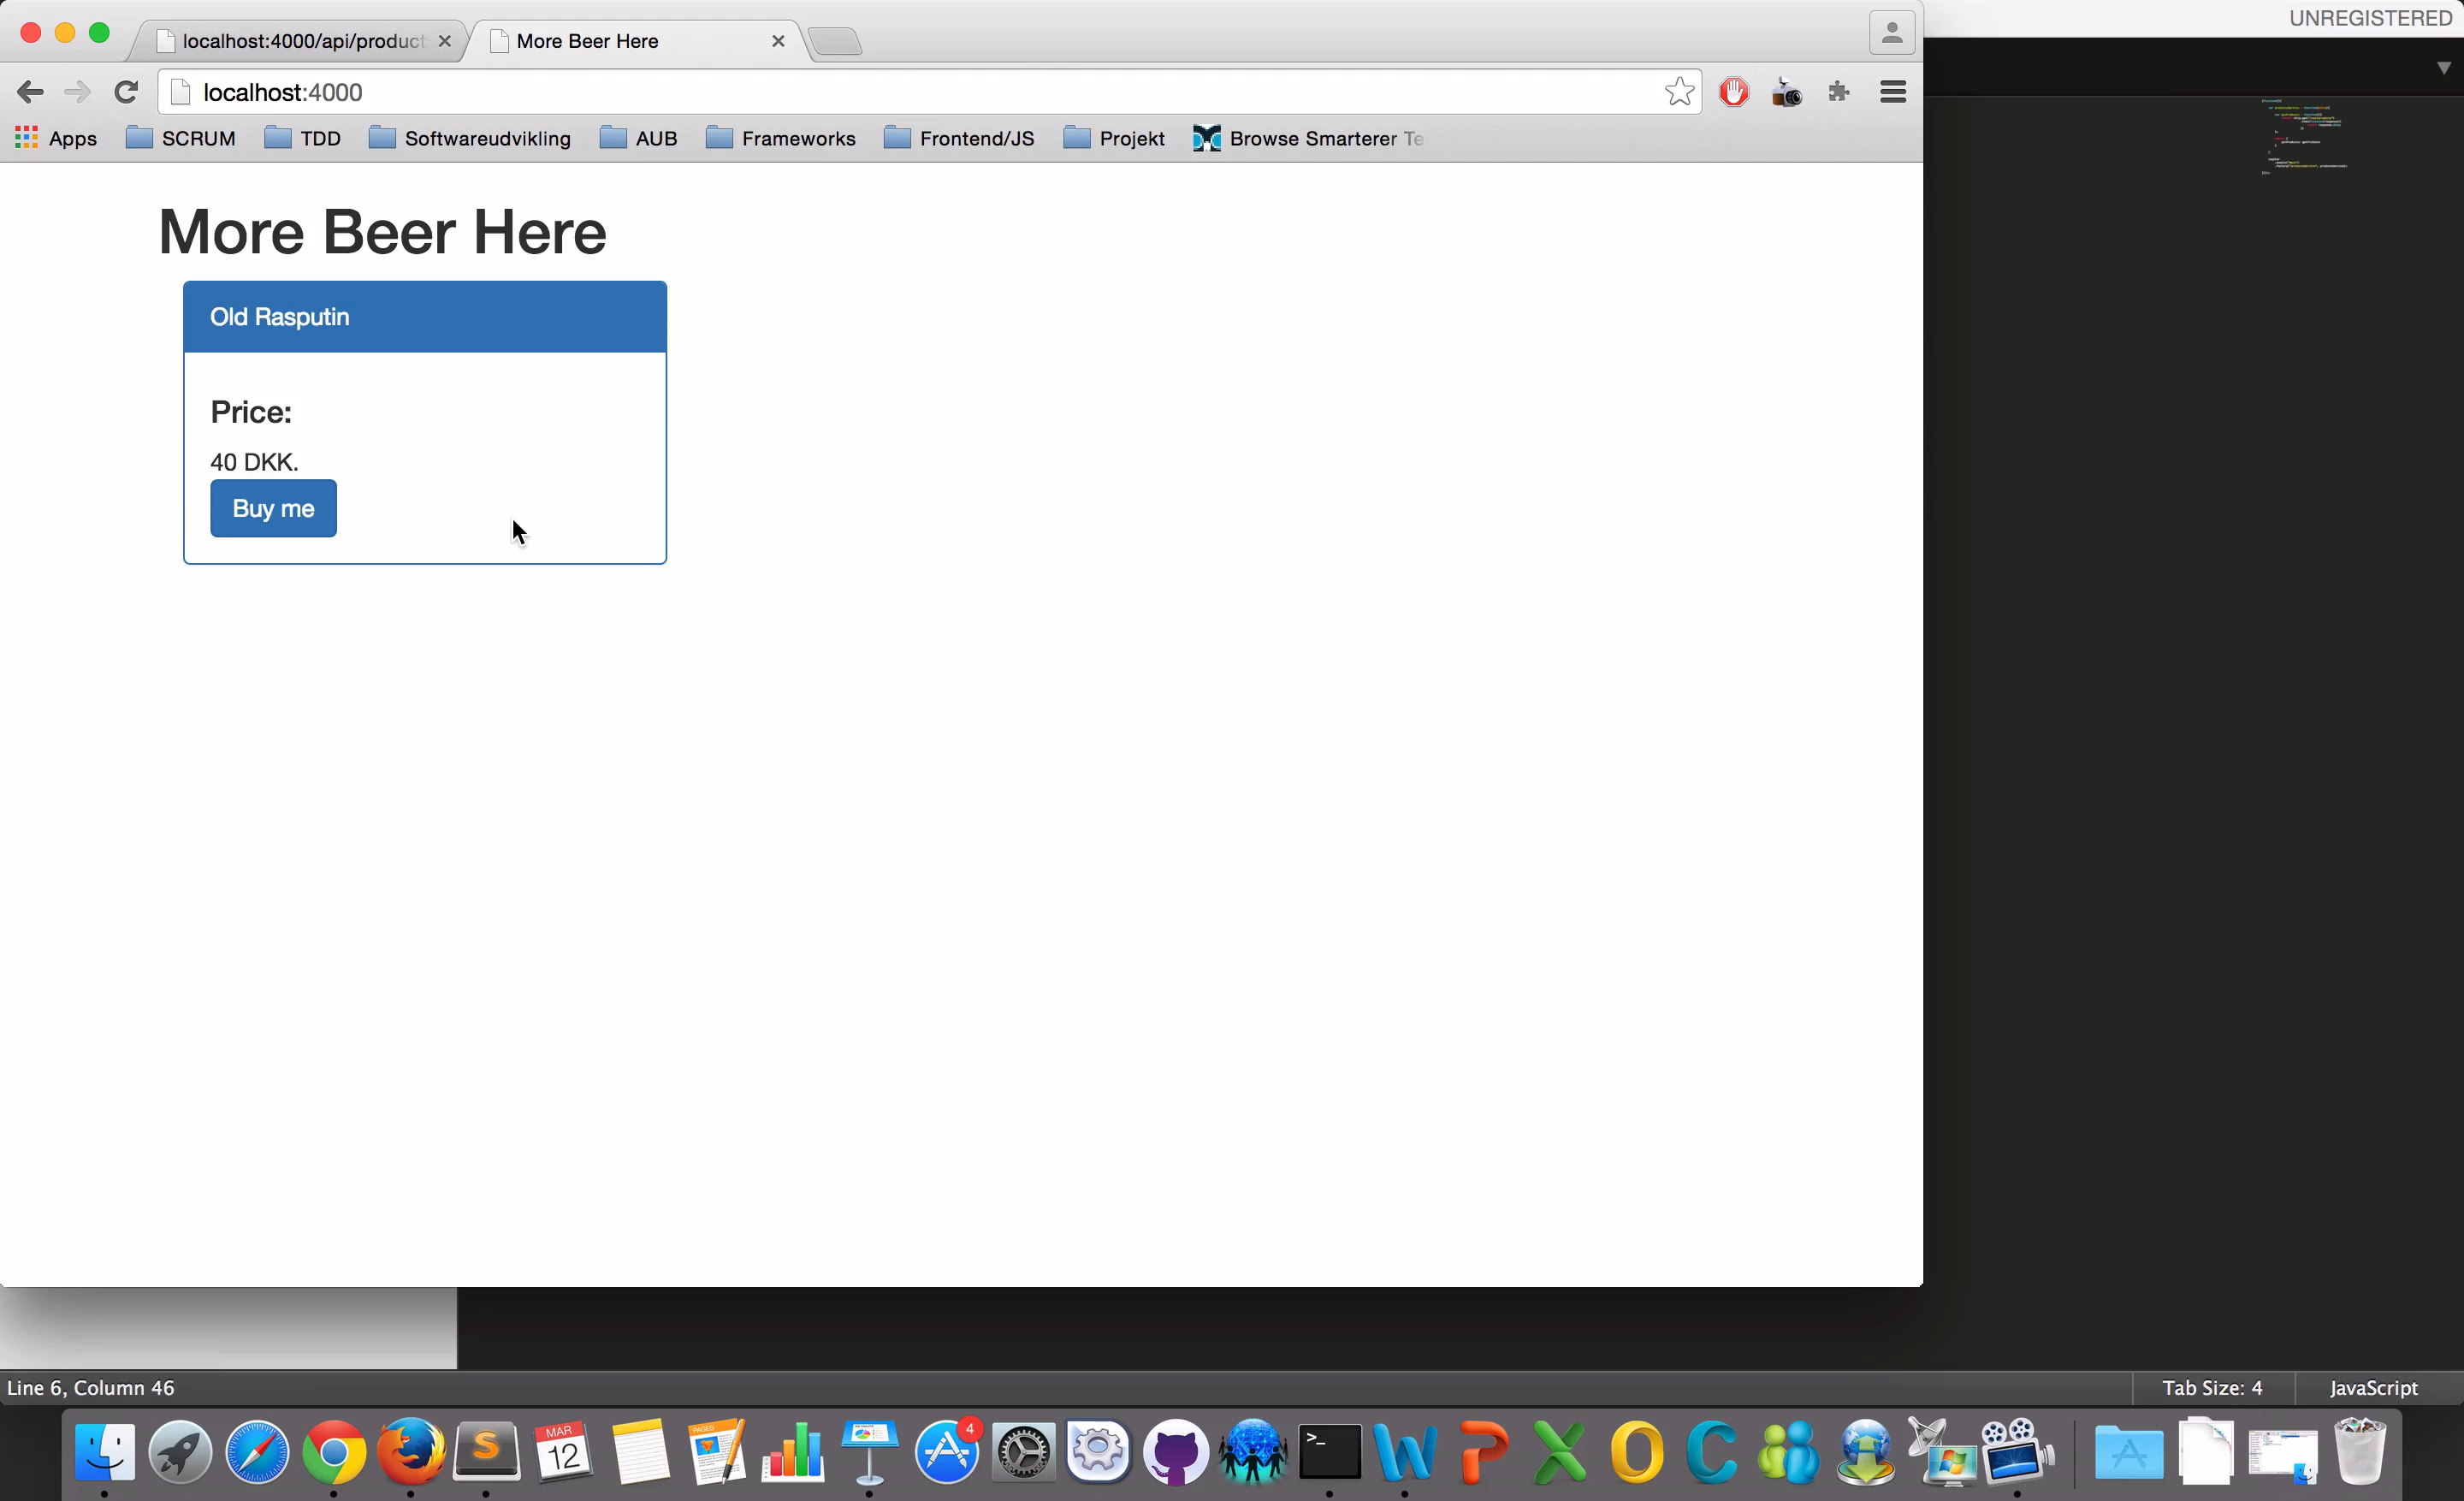 UNREGISTERED
localhost:4000/api/product
More Beer Here
localhost:4000
Apps
SCRUM
TDD
Softwareudvikling
AUB
Frameworks
Frontend/JS
Projekt
Browse Smarterer Te
More Beer Here
Old Rasputin
Price:
40 DKK.
Buy me
Line 6, Column 46
Tab Size: 4
JavaScript
MAR
12
PAGES
4
>_